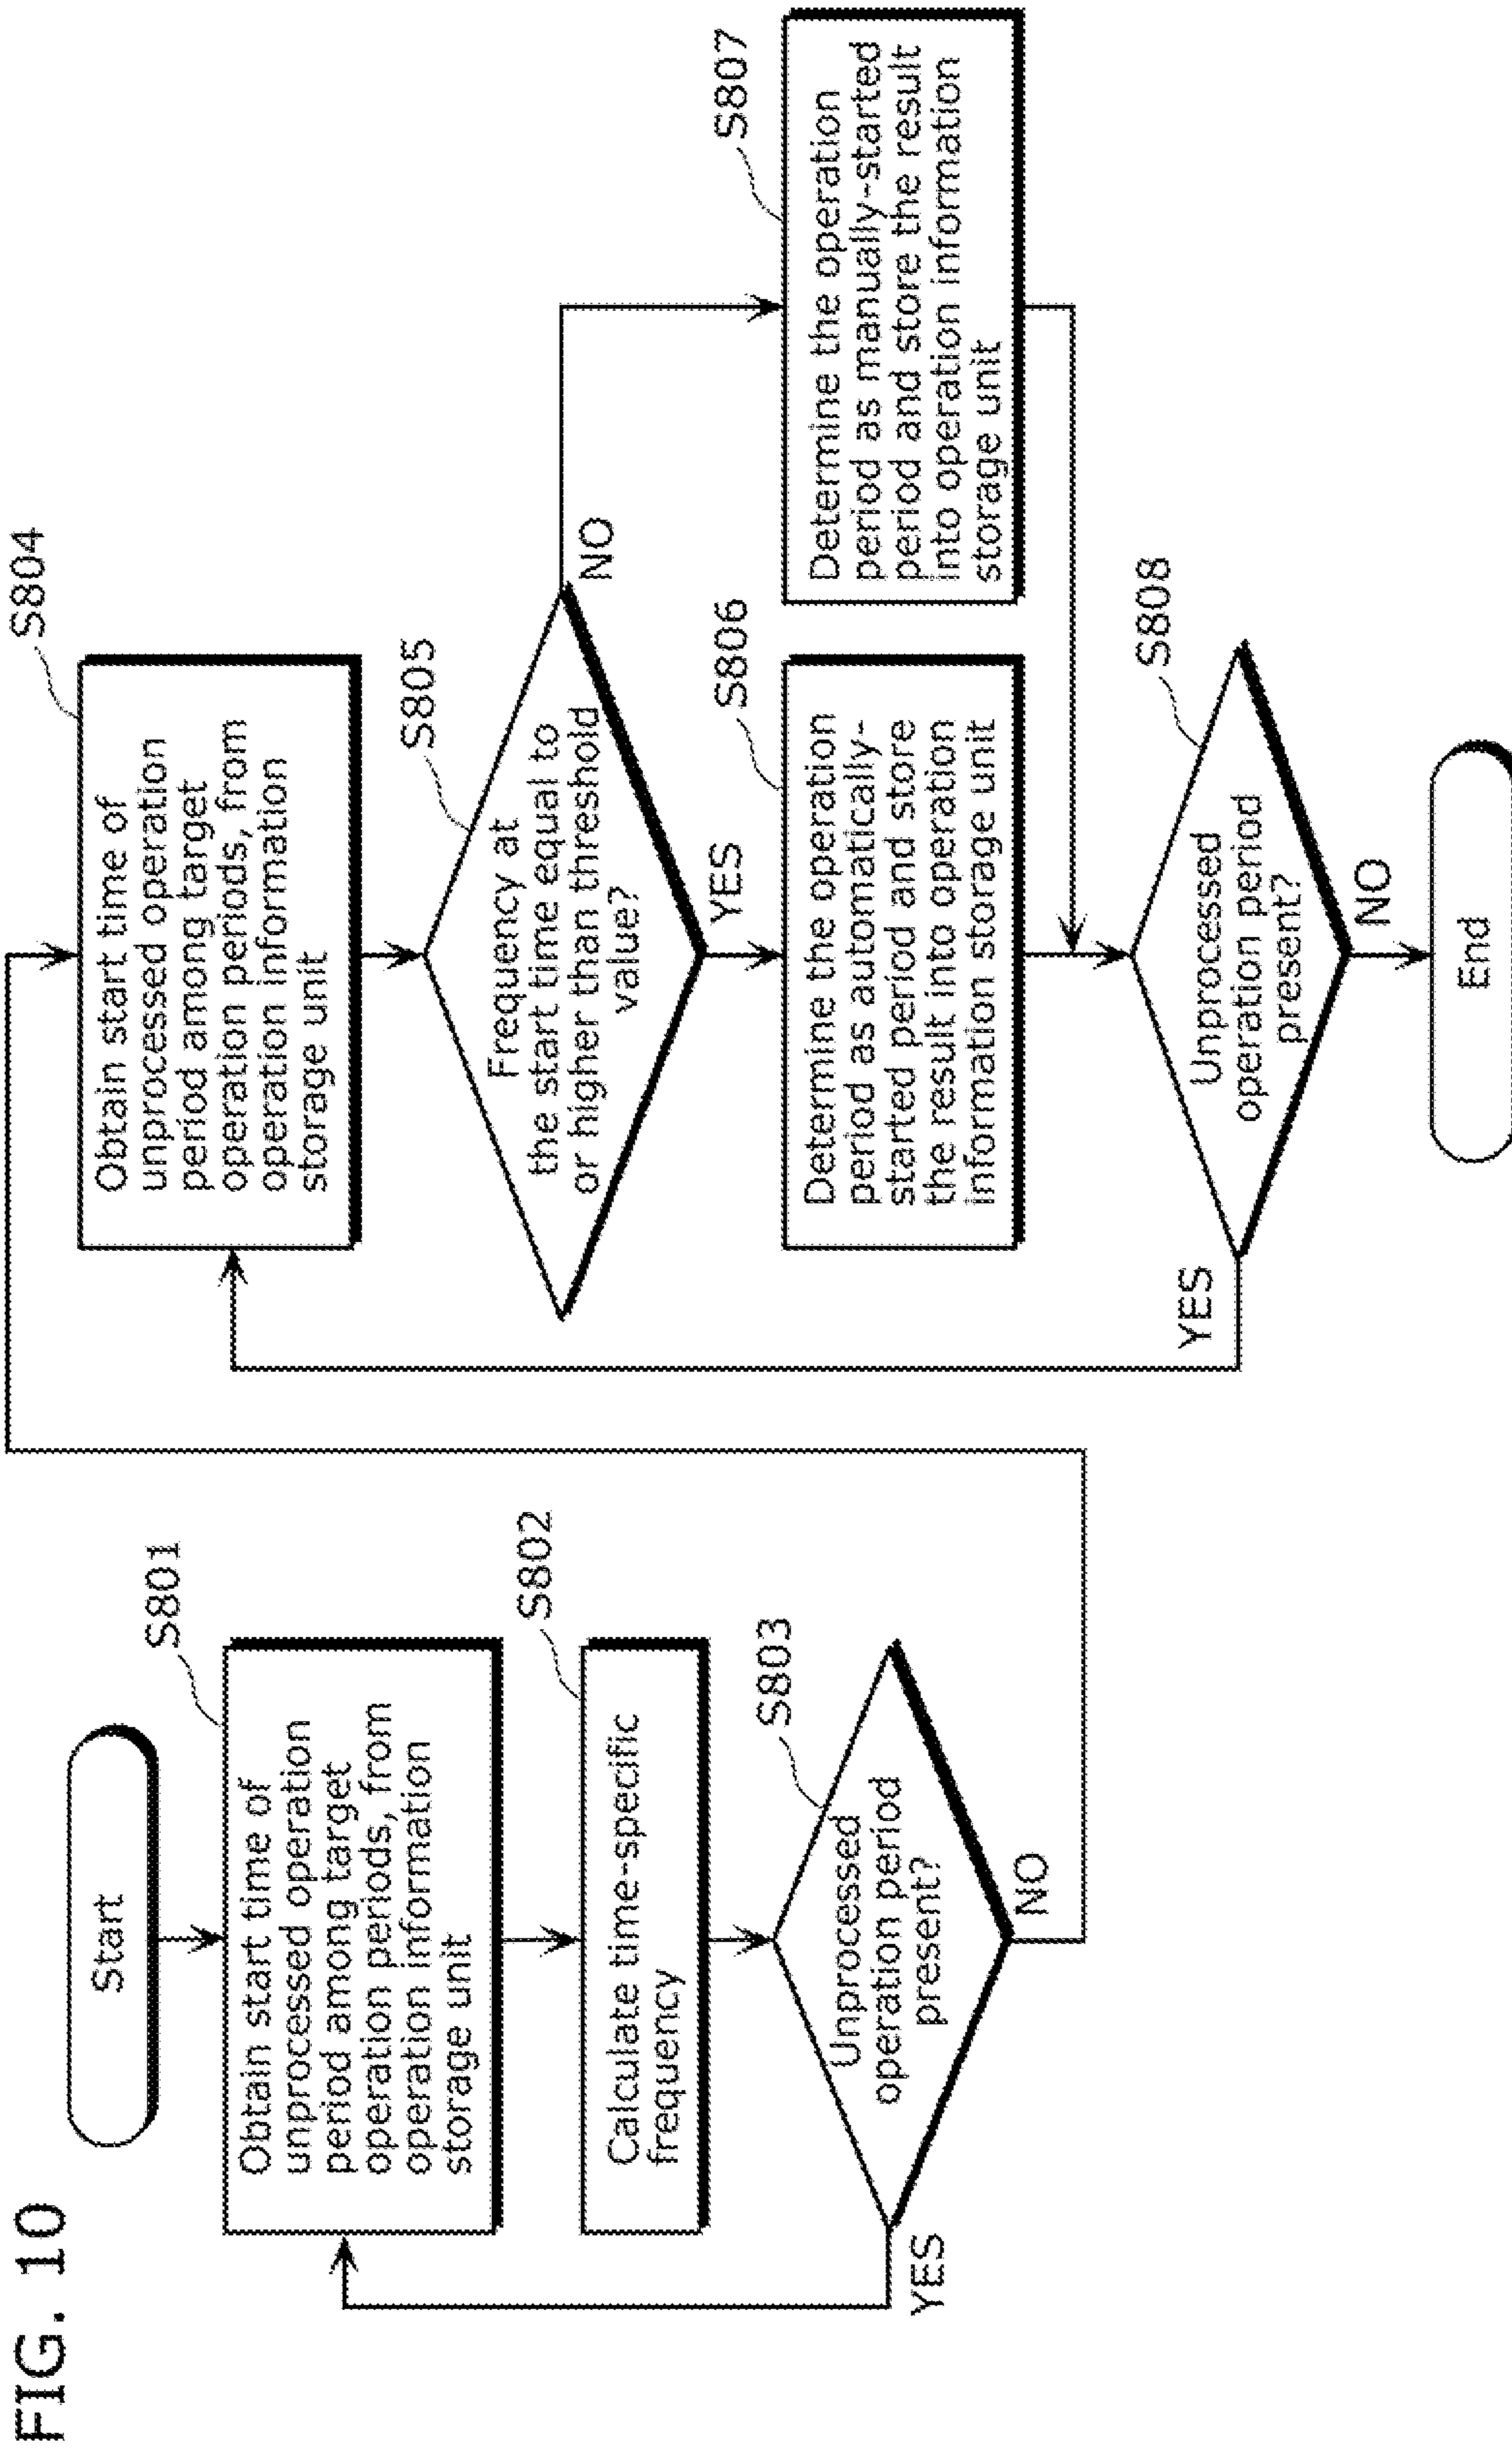 FIG. 10
Start
S801
Obtain start time of
unprocessed operation
period among target
operation periods, from
operation information
storage unit
S802
Calculate time-specific
frequency
S803
Unprocessed
operation period
present?
YES
NO
S804
Obtain start time of
unprocessed operation
period among target
operation periods, from
operation information
storage unit
S805
Frequency at
the start time equal to
or higher than threshold
value?
NO
YES
S806
Determine the operation
period as automatically-
started period and store
the result into operation
information storage unit
S807
Determine the operation
period as manually-started
period and store the result
into operation information
storage unit
S808
Unprocessed
operation period
present?
YES
NO
End